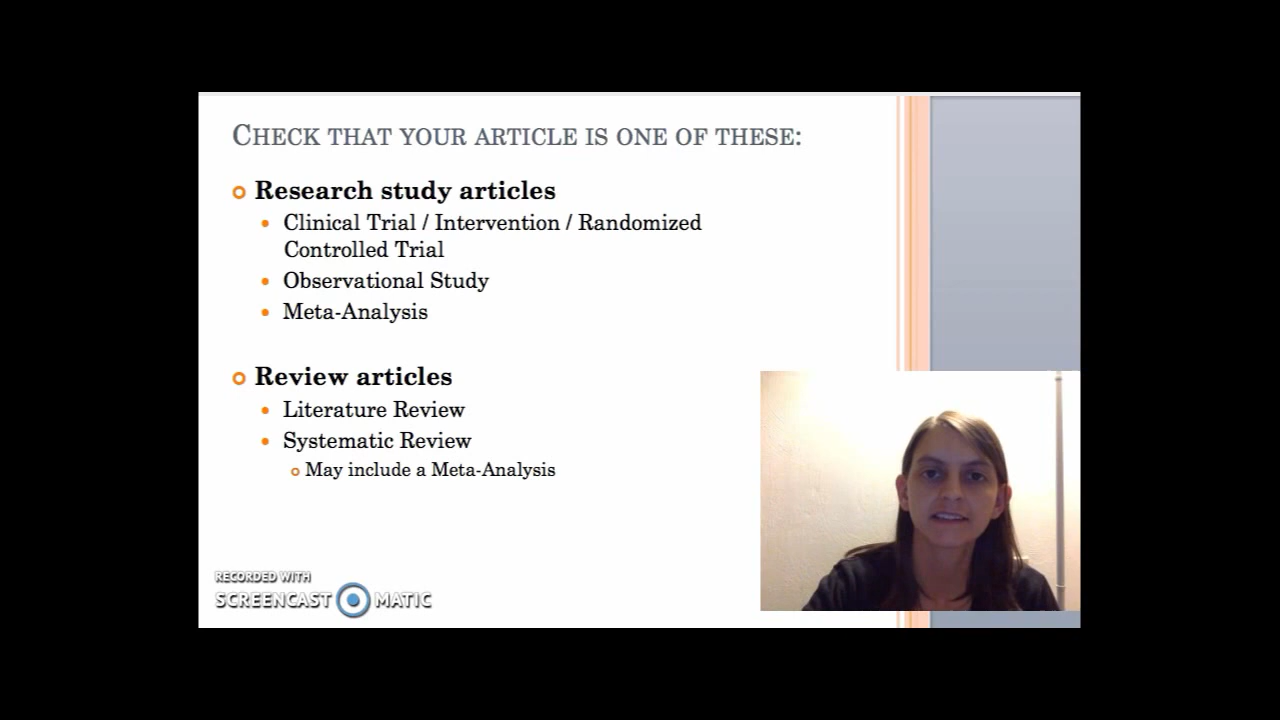 CHECK THAT YOUR ARTICLE IS ONE OF THESE:
Research study articles
Clinical Trial / Intervention / Randomized
Controlled Trial
Observational Study
Meta-Analysis
Review articles
Literature Review
Systematic Review
May include a Meta-Analysis
RECORDED WITH
SCREENCAST MATIC